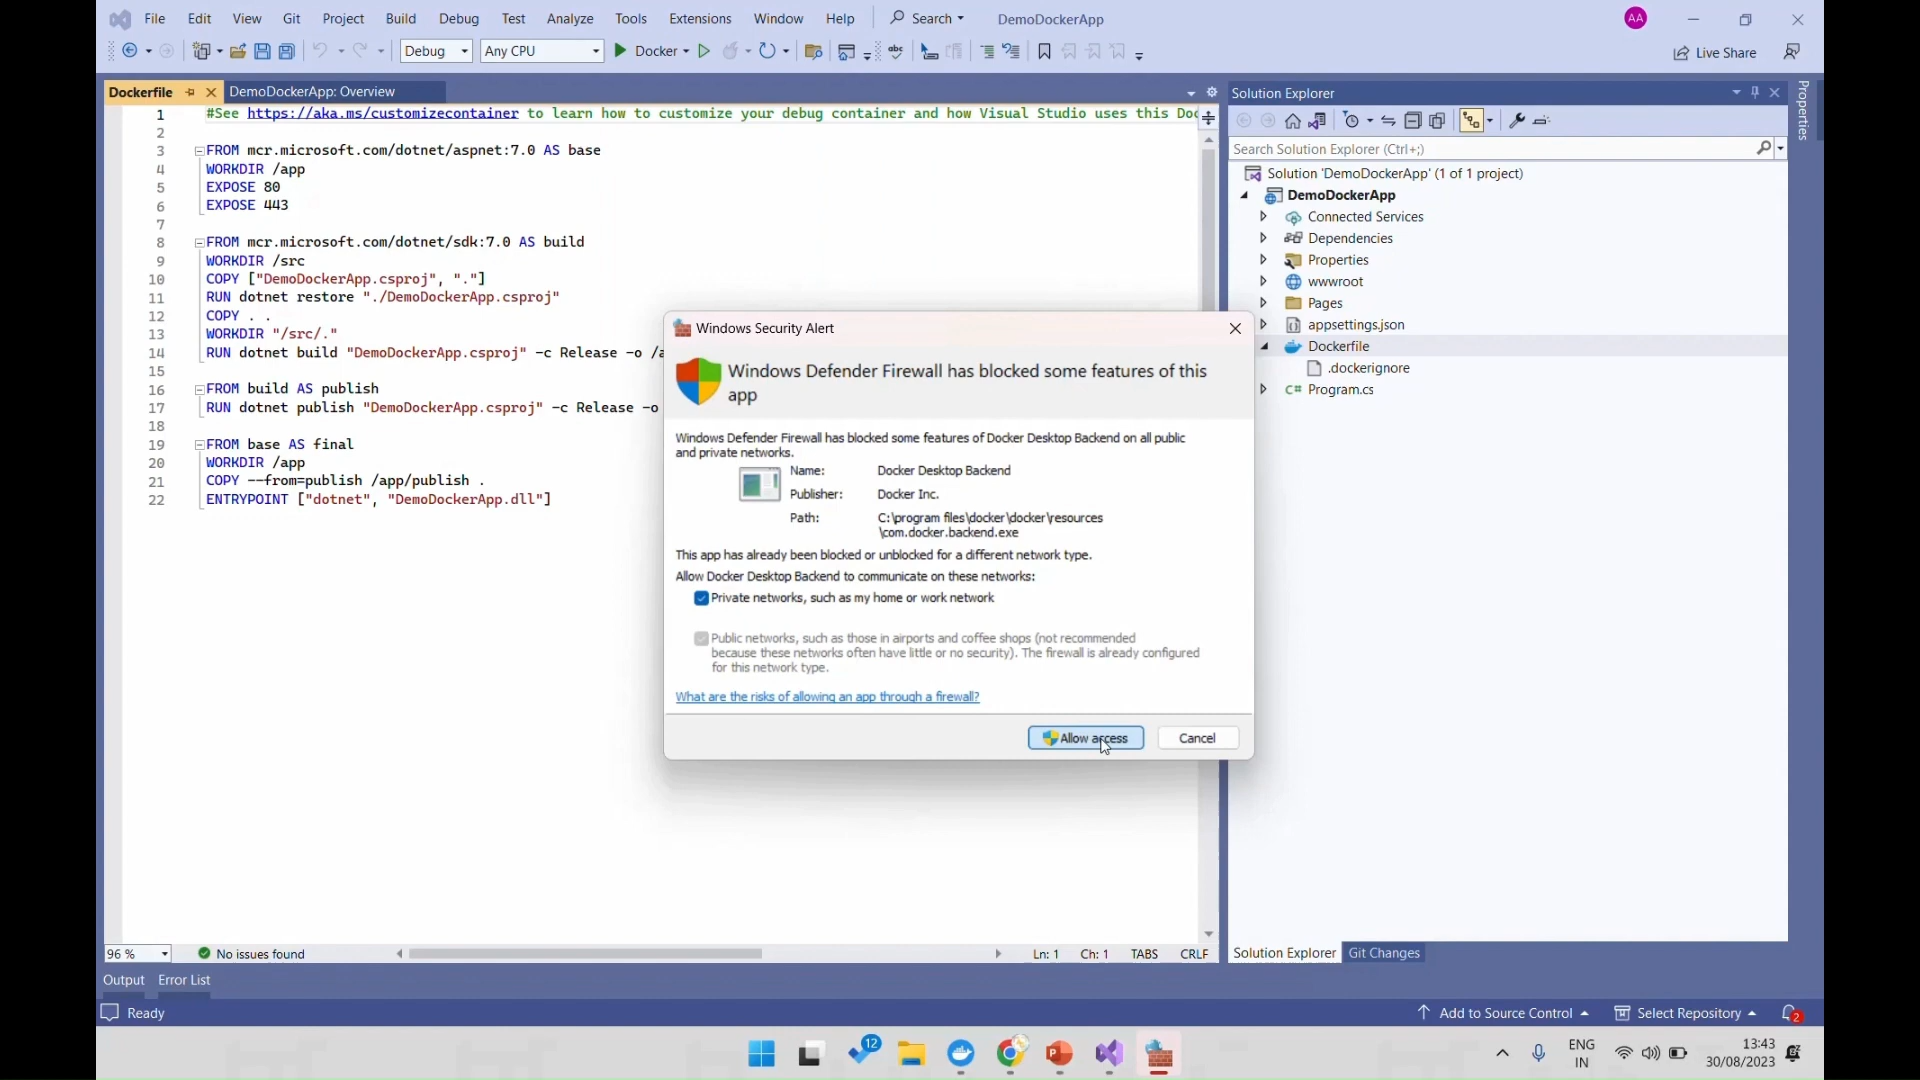 File Edit View Git Project Build Debug Test Analyze Tools Extensions Window Help Search DemoDockerApp AA
Debug Any CPU Docker Live Share
Dockerfile DemoDockerApp: Overview
1 #See https://aka.ms/customizecontainer to learn how to customize your debug container and how Visual Studio uses this Doc
2
3 FROM mcr.microsoft.com/dotnet/aspnet:7.0 AS base
4 WORKDIR /app
5 EXPOSE 80
6 EXPOSE 443
7
8 FROM mcr.microsoft.com/dotnet/sdk:7.0 AS build
9 WORKDIR /src
10 COPY ["DemoDockerApp.csproj", "."]
11 RUN dotnet restore "./DemoDockerApp.csproj"
12 COPY . .
13 WORKDIR "/src/."
14 RUN dotnet build "DemoDockerApp.csproj" -c Release -o /a
15
16 FROM build AS publish
17 RUN dotnet publish "DemoDockerApp.csproj" -c Release -o
18
19 FROM base AS final
20 WORKDIR /app
21 COPY --from=publish /app/publish .
22 ENTRYPOINT ["dotnet", "DemoDockerApp.dll"]
Windows Security Alert
Windows Defender Firewall has blocked some features of this
app
Windows Defender Firewall has blocked some features of Docker Desktop Backend on all public
and private networks.
Name: Docker Desktop Backend
Publisher: Docker Inc.
Path: C:\program files\docker\docker\resources
\com.docker.backend.exe
This app has already been blocked or unblocked for a different network type.
Allow Docker Desktop Backend to communicate on these networks:
Private networks, such as my home or work network
Public networks, such as those in airports and coffee shops (not recommended
because these networks often have little or no security). The firewall is already configured
for this network type.
What are the risks of allowing an app through a firewall?
Allow access Cancel
Solution Explorer
Search Solution Explorer (Ctrl+;)
Solution 'DemoDockerApp' (1 of 1 project)
DemoDockerApp
Connected Services
Dependencies
Properties
wwwroot
Pages
appsettings.json
Dockerfile
.dockerignore
C# Program.cs
Properties
96 % No issues found Ln: 1 Ch: 1 TABS CRLF
Solution Explorer Git Changes
Output Error List
Ready Add to Source Control Select Repository 2
12
ENG
IN
13:43
30/08/2023